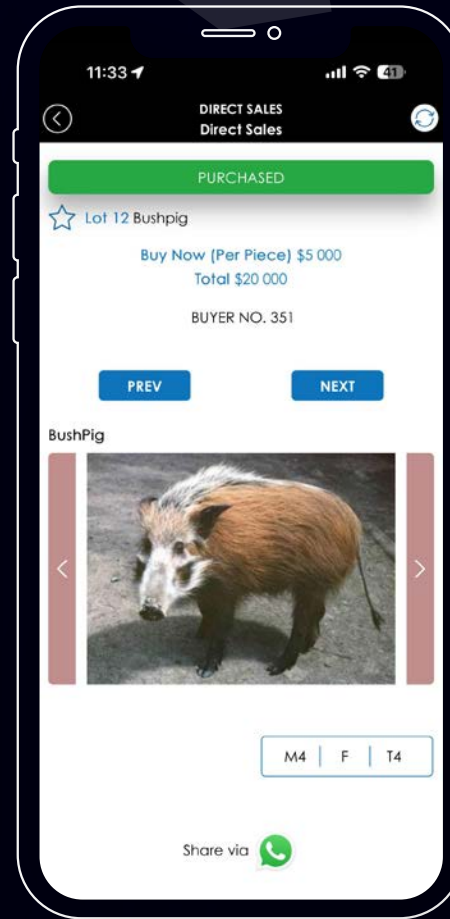 11:33
41
DIRECT SALES
Direct Sales
PURCHASED
Lot 12 Bushpig
Buy Now (Per Piece) $5 000
Total $20 000
BUYER NO. 351
PREV
NEXT
BushPig
M4 | F | T4
Share via